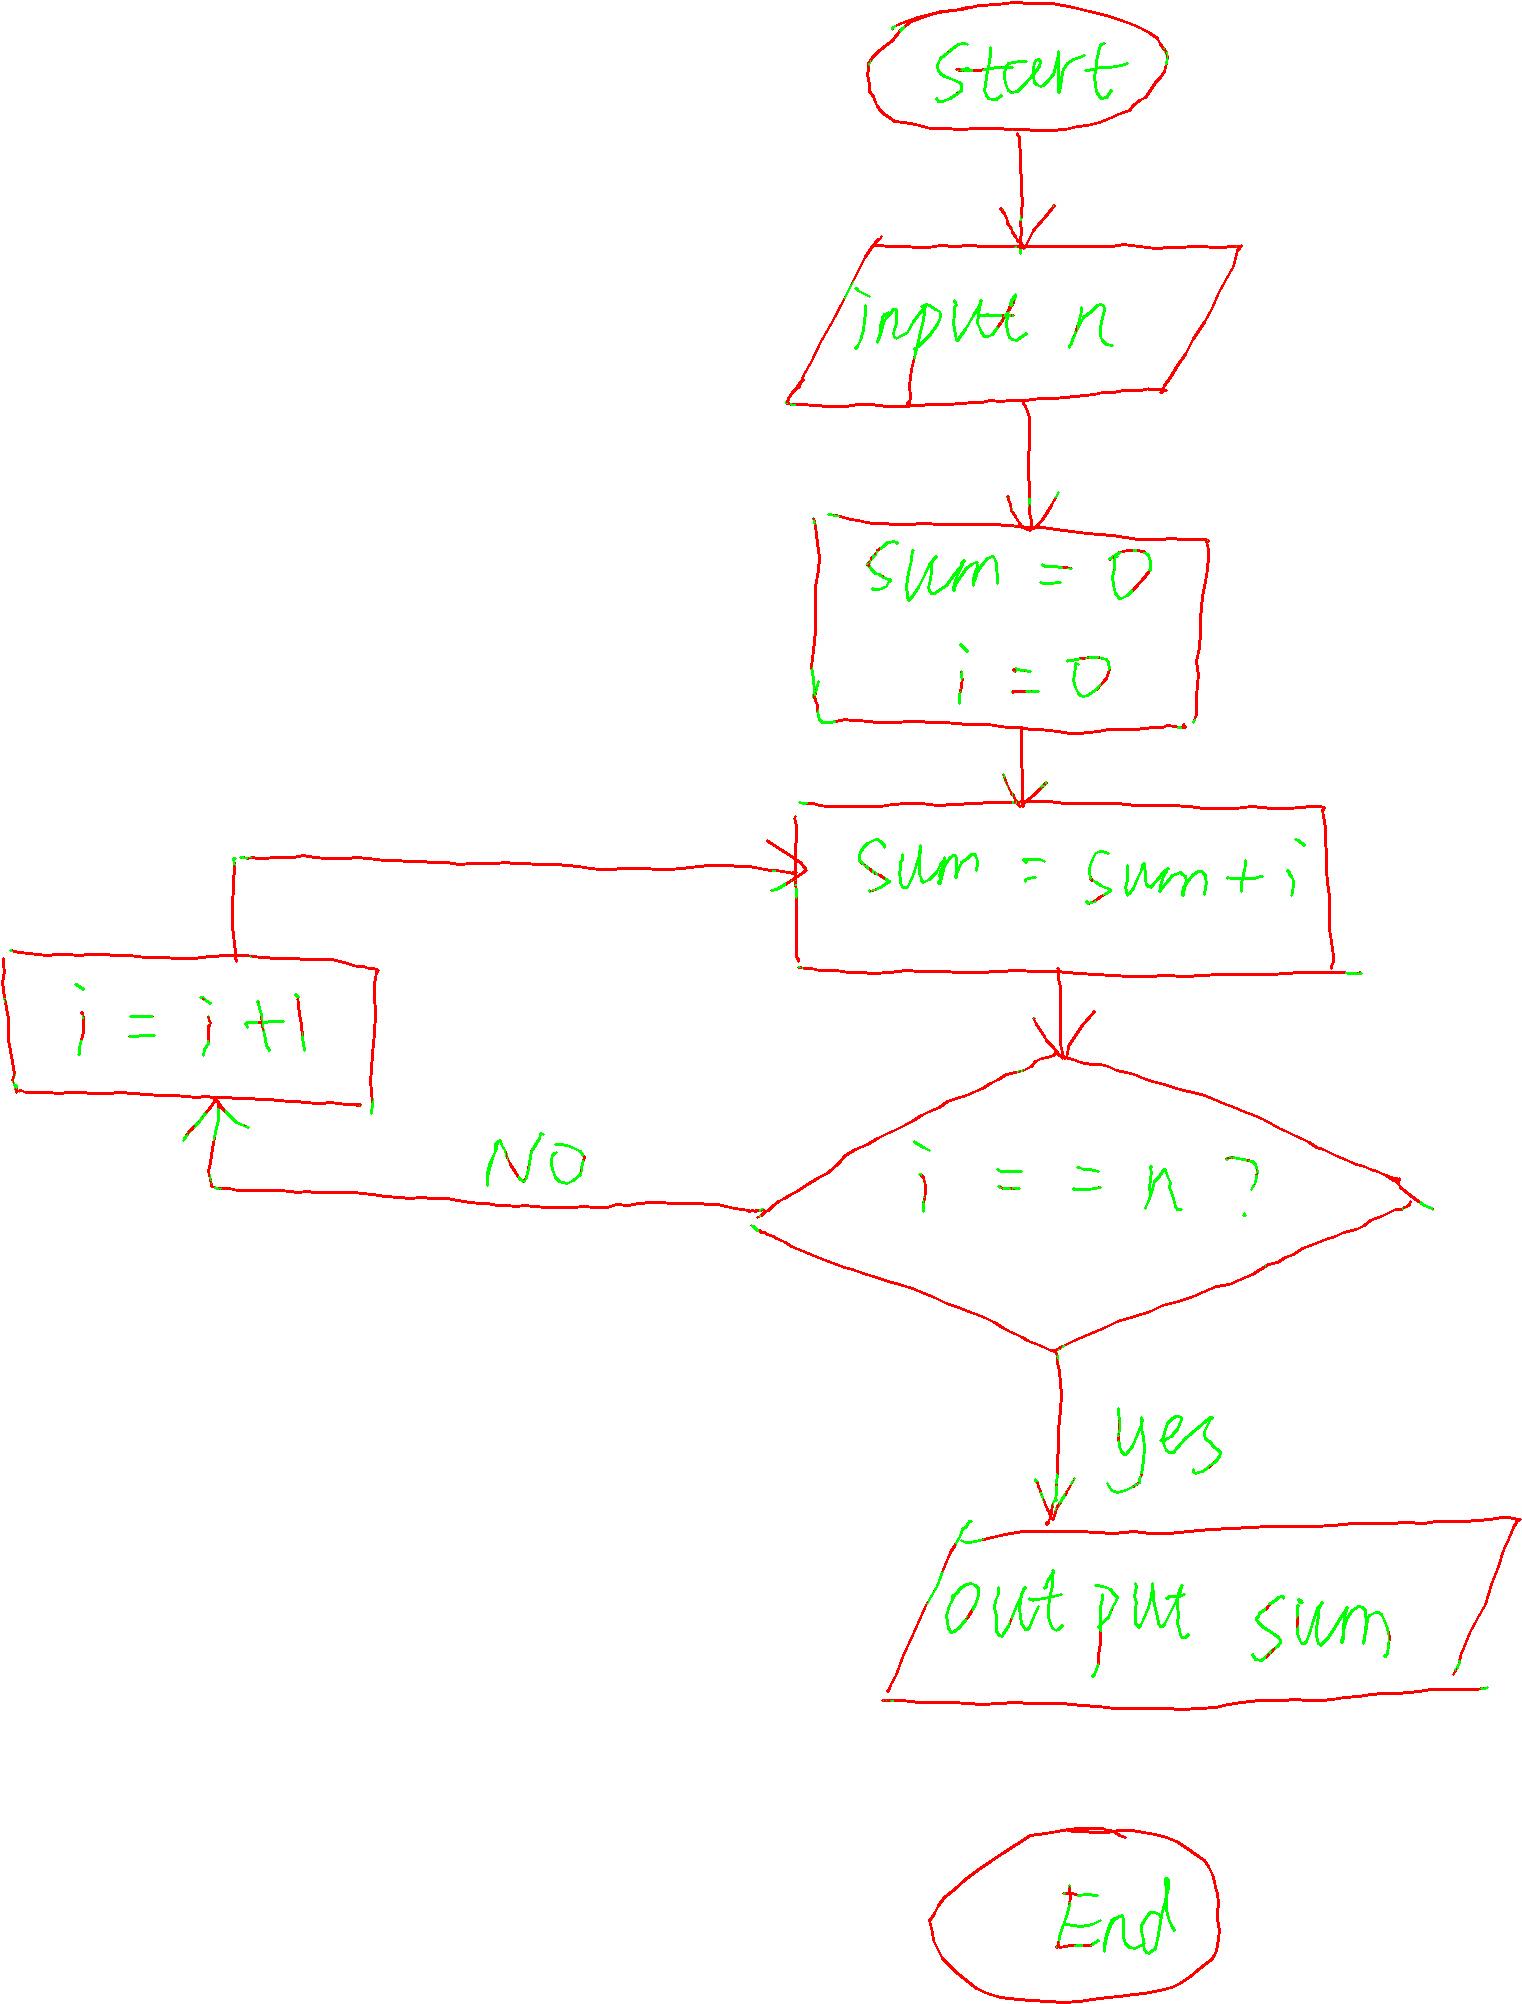 Start
input n
sum = 0
i = 0
sum = sum + i
i = i + 1
NO
i = = n ?
yes
output sum
End